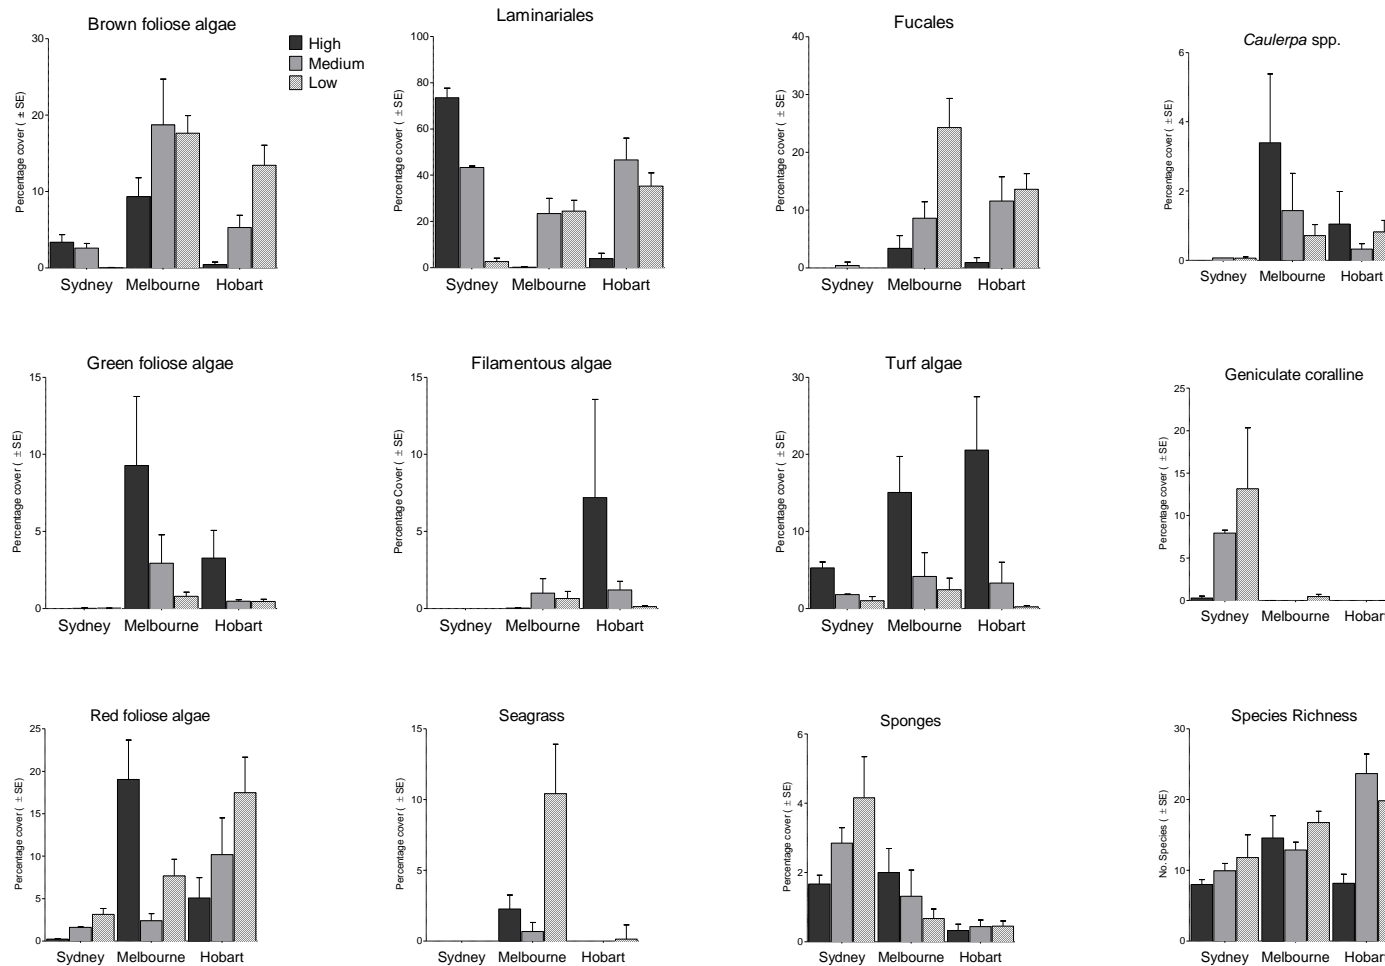 Brown foliose algae
30
20
10
0
Percentage cover ( ± SE)
Sydney Melbourne Hobart
High
Medium
Low
Laminariales
100
80
60
40
20
0
Percentage cover ( ± SE)
Sydney Melbourne Hobart
Fucales
40
30
20
10
0
Percentage cover ( ± SE)
Sydney Melbourne Hobart
Caulerpa spp.
6
4
2
0
Percentage cover ( ± SE)
Sydney Melbourne Hobart
Green foliose algae
15
10
5
0
Percentage cover ( ± SE)
Sydney Melbourne Hobart
Filamentous algae
15
10
5
0
Percentage Cover ( ± SE)
Sydney Melbourne Hobart
Turf algae
30
20
10
0
Percentage cover ( ± SE)
Sydney Melbourne Hobart
Geniculate coralline
25
20
15
10
5
0
Percentage cover ( ± SE)
Sydney Melbourne Hobart
Red foliose algae
25
20
15
10
5
0
Percentage cover ( ± SE)
Sydney Melbourne Hobart
Seagrass
15
10
5
0
Percentage cover ( ± SE)
Sydney Melbourne Hobart
Sponges
6
4
2
0
Percentage cover ( ± SE)
Sydney Melbourne Hobart
Species Richness
30
20
10
0
No. Species ( ± SE)
Sydney Melbourne Hobart